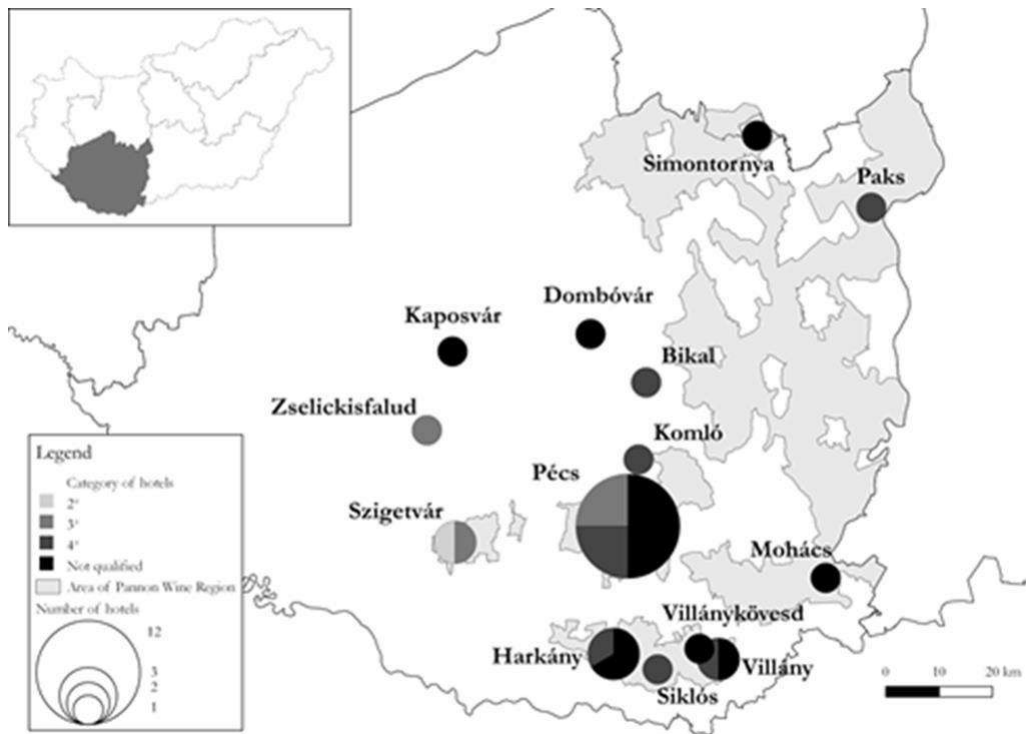 Simontornya
Paks
Dombóvár
Kaposvár
Bikal
Zselickisfalud
Komló
Pécs
Szigetvár
Mohács
Villánykövesd
Harkány
Villány
Siklós
Legend
Category of hotels
2*
3*
4*
Not qualified
Area of Pannon Wine Region
Number of hotels
12
3
2
1
0 10 20 km